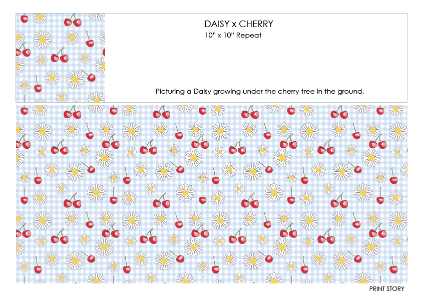 DAISY x CHERRY
10" x 10" Repeat
Picturing a Daisy growing under the cherry tree in the ground.
PRINT STORY